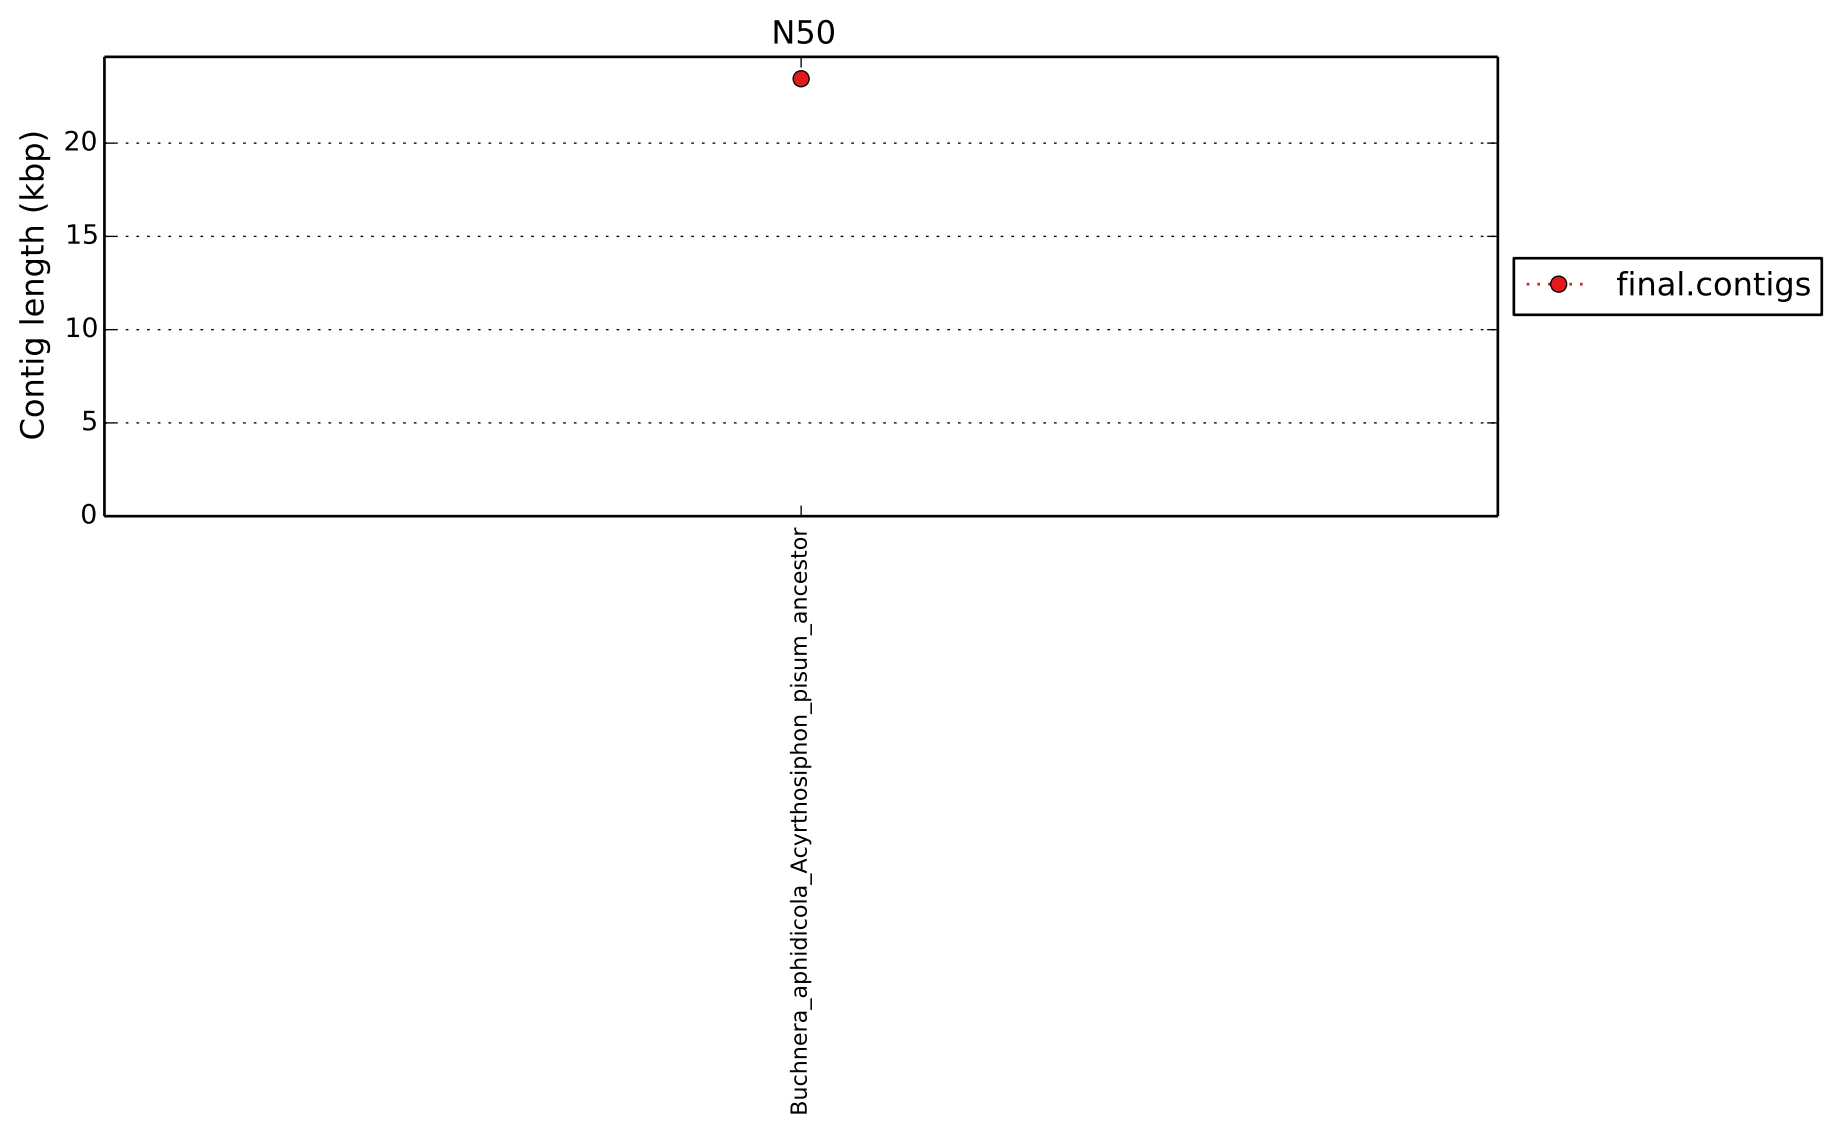 N50
Contig length (kbp)
20
15
10
5
0
final.contigs
Buchnera_aphidicola_Acyrthosiphon_pisum_ancestor